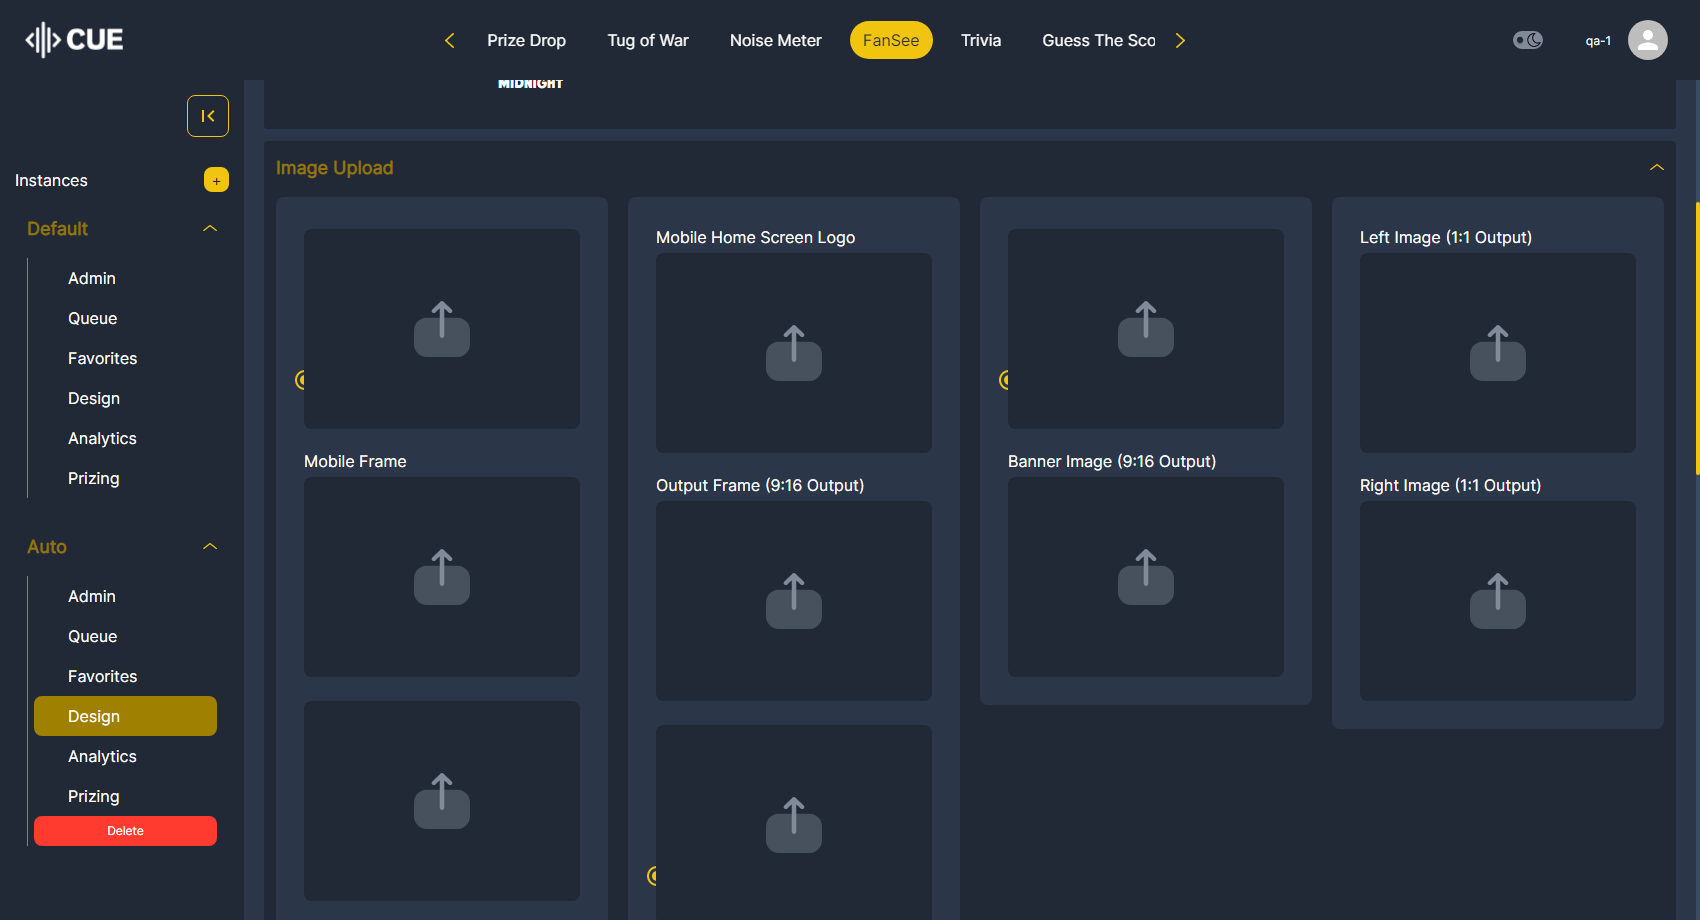 CUE
Prize Drop
Tug of War
Noise Meter
FanSee
Trivia
Guess The Sco
qa-1
MIDNIGHT
Instances
+
Default
Admin
Queue
Favorites
Design
Analytics
Prizing
Auto
Admin
Queue
Favorites
Design
Analytics
Prizing
Delete
Image Upload
Mobile Frame
Mobile Home Screen Logo
Output Frame (9:16 Output)
Banner Image (9:16 Output)
Left Image (1:1 Output)
Right Image (1:1 Output)